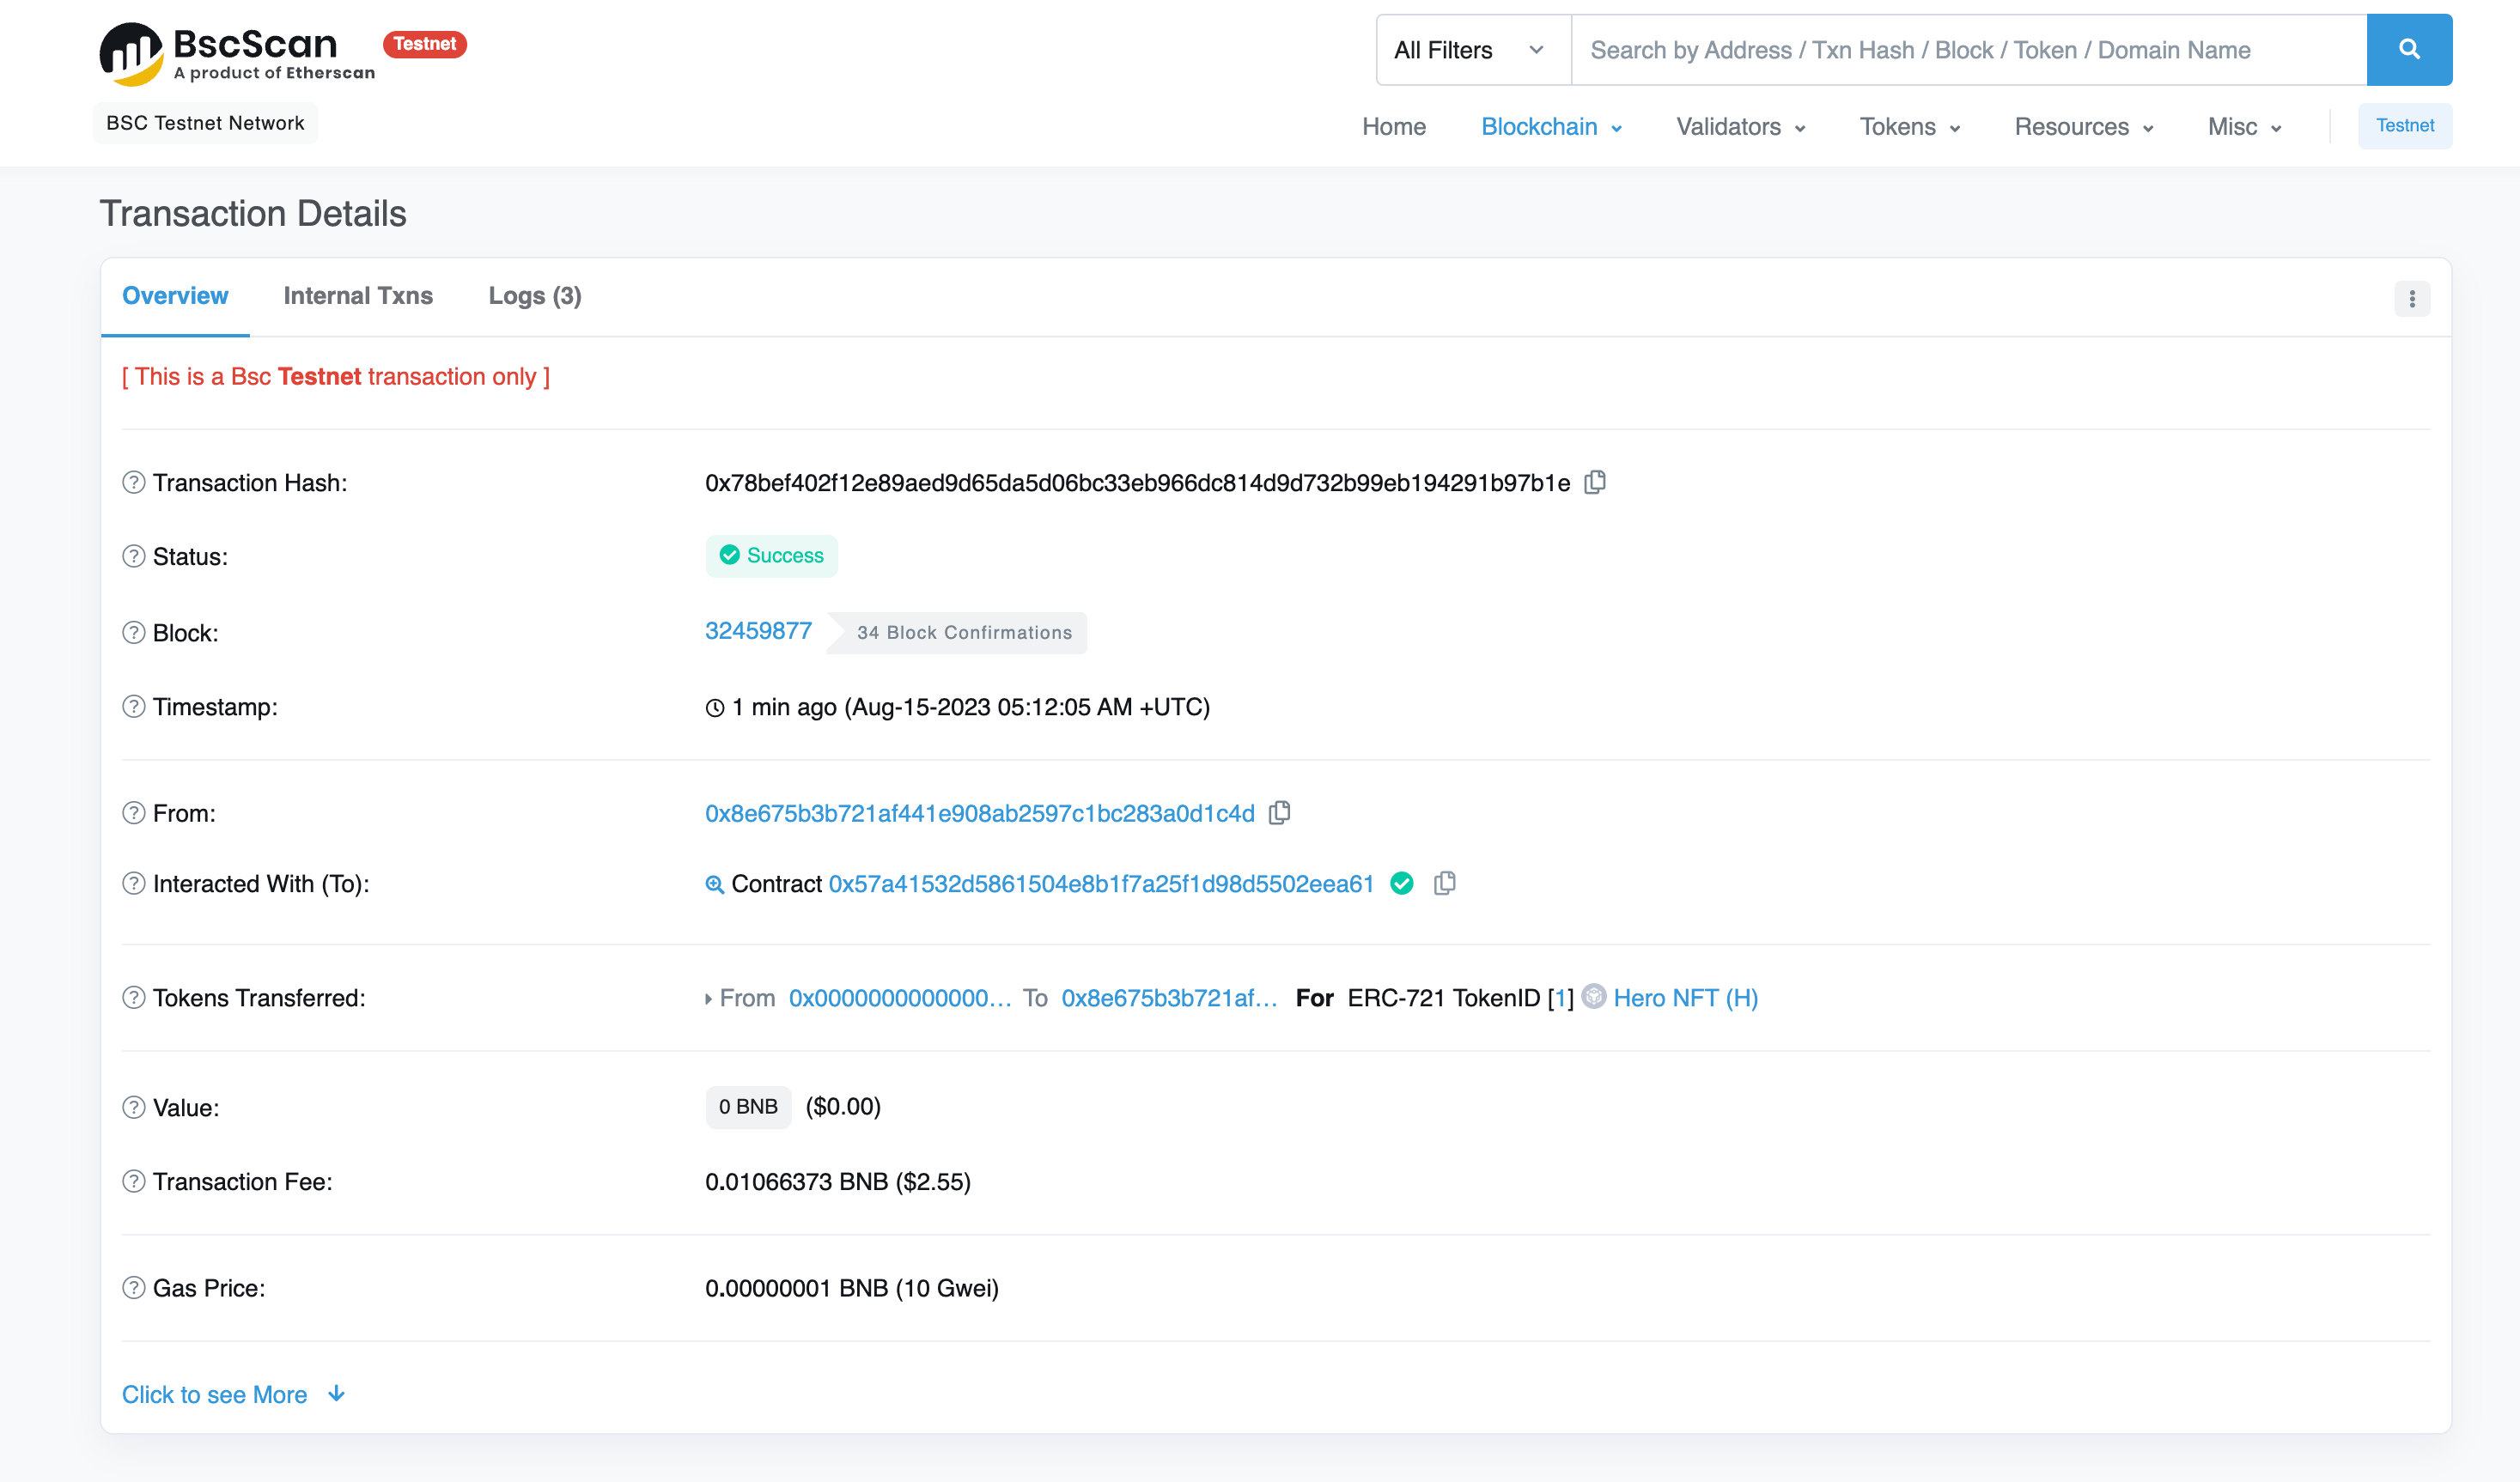 BscScan
Testnet
A product of Etherscan
BSC Testnet Network
All Filters
Search by Address / Txn Hash / Block / Token / Domain Name
Home Blockchain Validators Tokens Resources Misc Testnet
Transaction Details
Overview Internal Txns Logs (3)
[ This is a Bsc Testnet transaction only ]
Transaction Hash: 0x78bef402f12e89aed9d65da5d06bc33eb966dc814d9d732b99eb194291b97b1e
Status: Success
Block: 32459877 34 Block Confirmations
Timestamp: 1 min ago (Aug-15-2023 05:12:05 AM +UTC)
From: 0x8e675b3b721af441e908ab2597c1bc283a0d1c4d
Interacted With (To): Contract 0x57a41532d5861504e8b1f7a25f1d98d5502eea61
Tokens Transferred: From 0x0000000000000... To 0x8e675b3b721af... For ERC-721 TokenID [1] Hero NFT (H)
Value: 0 BNB ($0.00)
Transaction Fee: 0.01066373 BNB ($2.55)
Gas Price: 0.00000001 BNB (10 Gwei)
Click to see More